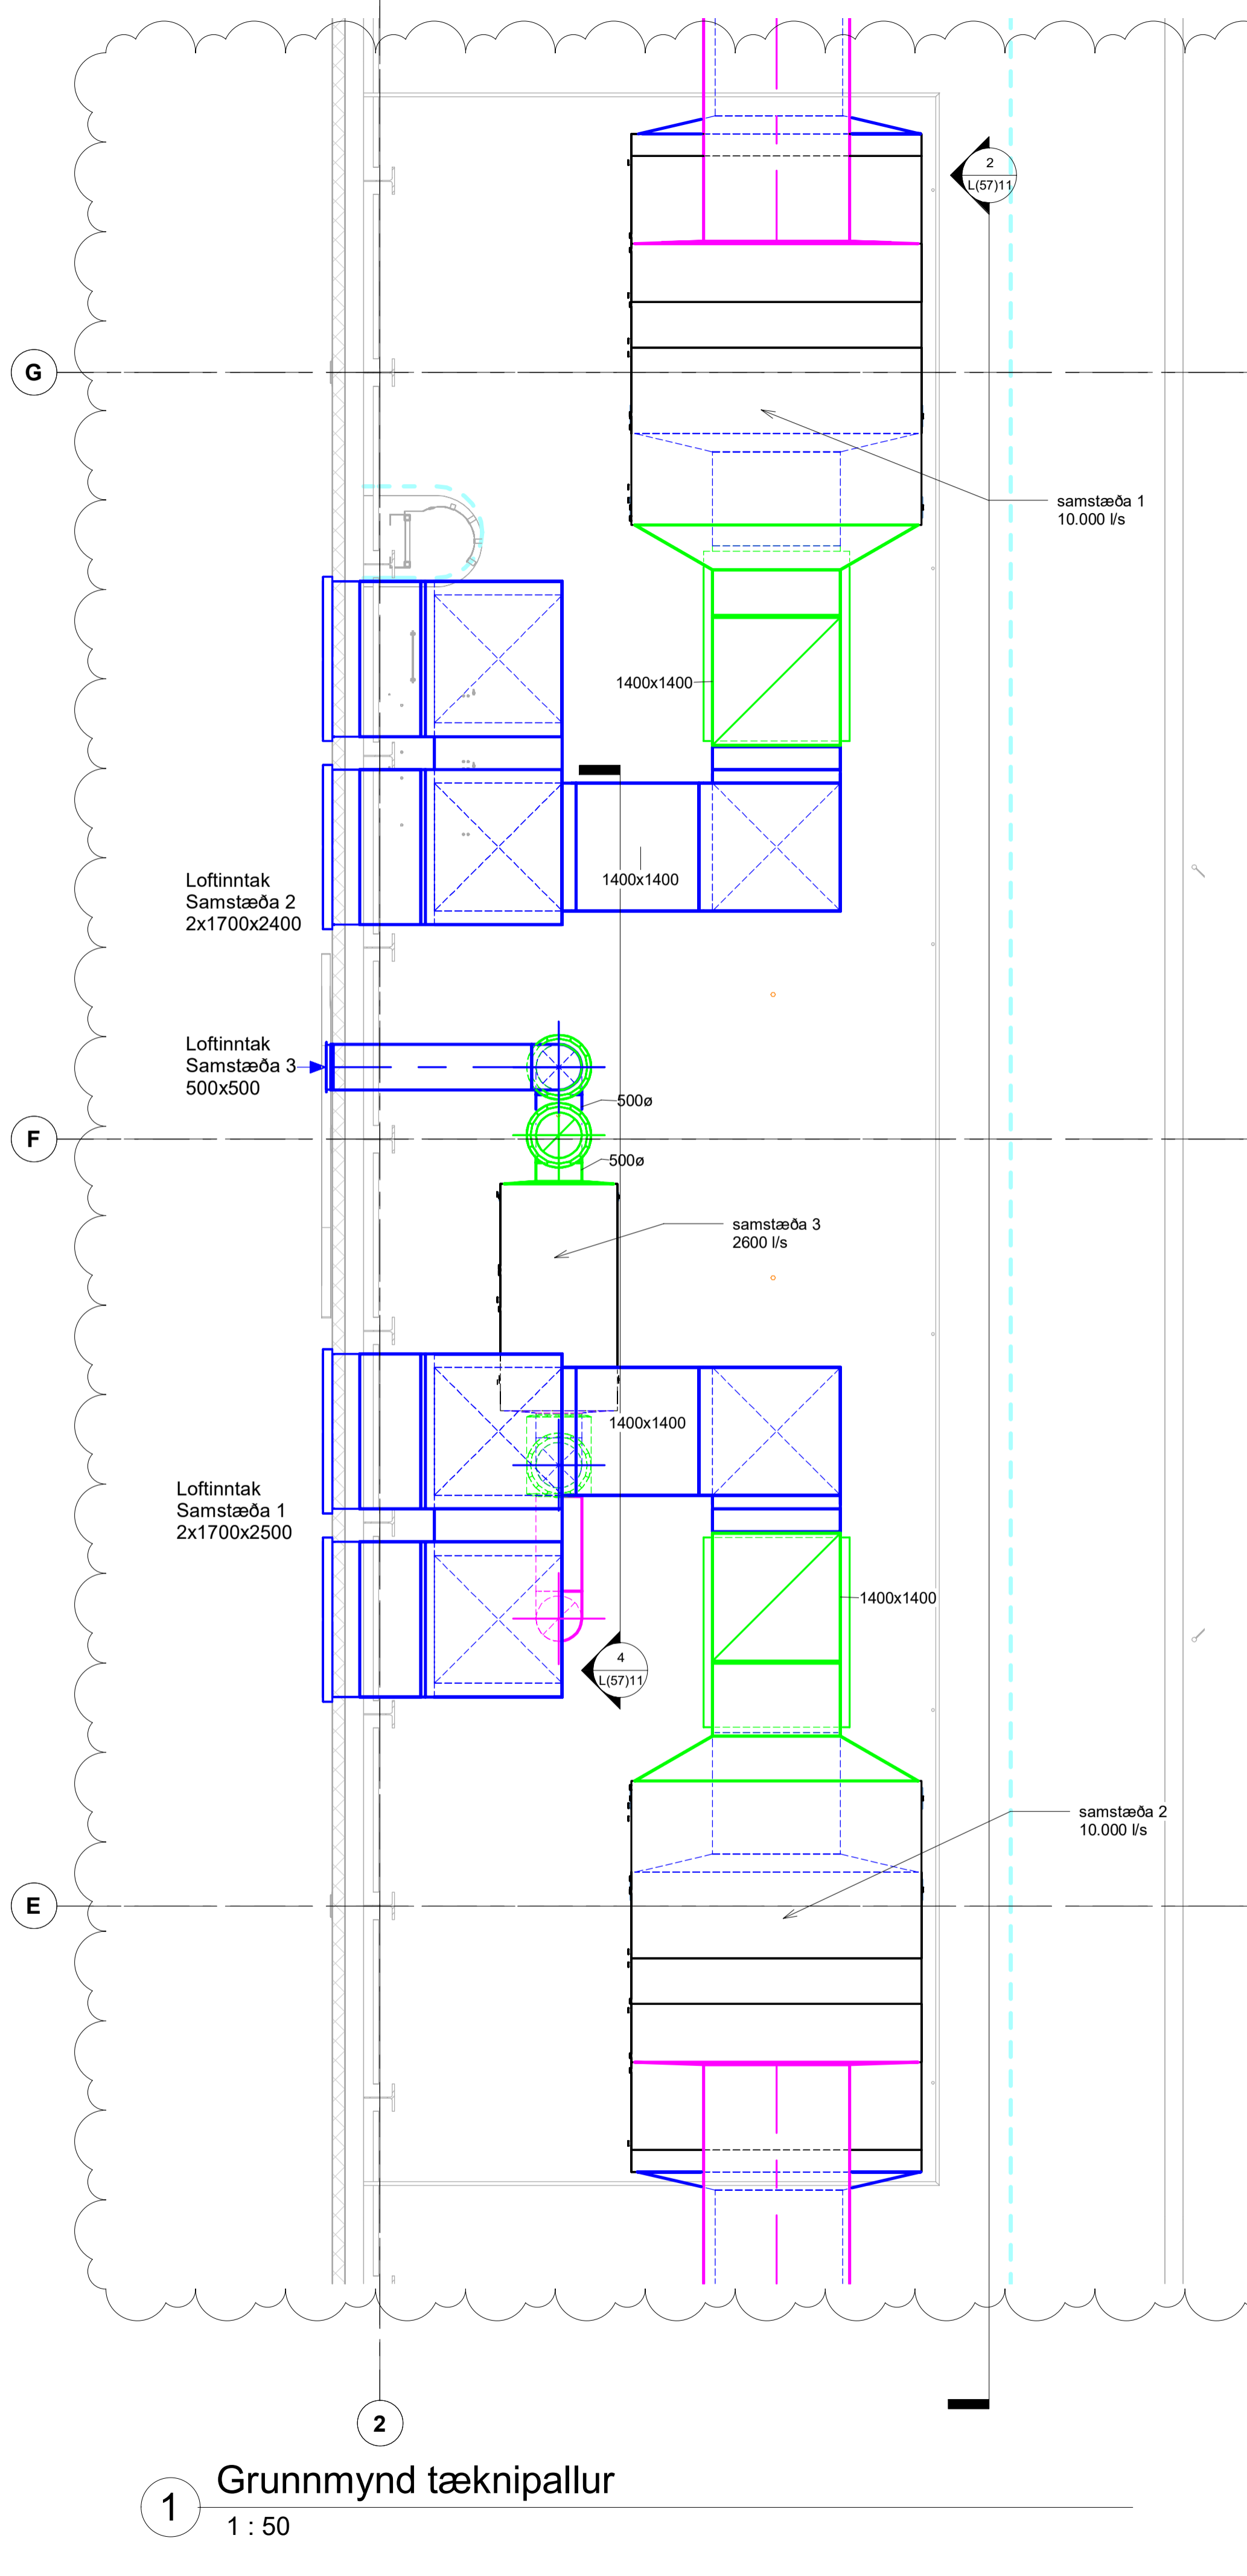 2
L(57)11
G
samstæða 1
10.000 l/s
1400x1400
1400x1400
Loftinntak
Samstæða 2
2x1700x2400
Loftinntak
Samstæða 3
500x500
500ø
F
500ø
samstæða 3
2600 l/s
1400x1400
Loftinntak
Samstæða 1
2x1700x2500
1400x1400
4
L(57)11
samstæða 2
10.000 l/s
E
2
1
Grunnmynd tæknipallur
1 : 50